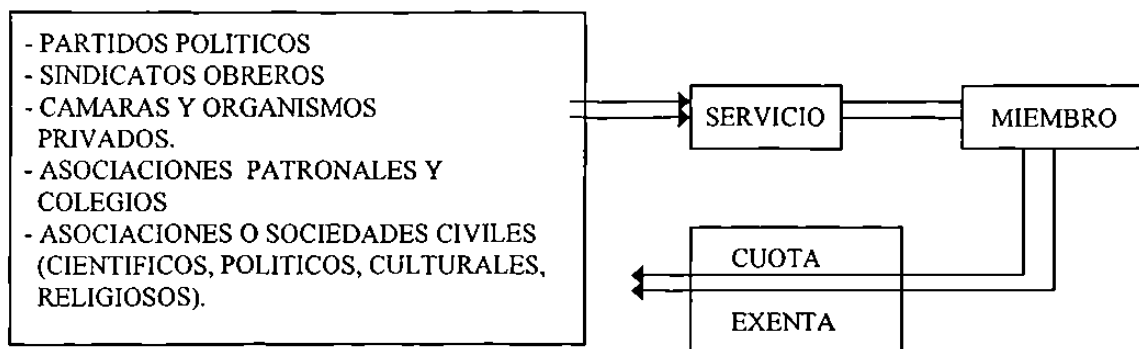 - PARTIDOS POLITICOS
- SINDICATOS OBREROS
- CAMARAS Y ORGANISMOS
PRIVADOS.
- ASOCIACIONES PATRONALES Y
COLEGIOS
- ASOCIACIONES O SOCIEDADES CIVILES
(CIENTIFICOS, POLITICOS, CULTURALES,
RELIGIOSOS).
SERVICIO
MIEMBRO
CUOTA
EXENTA